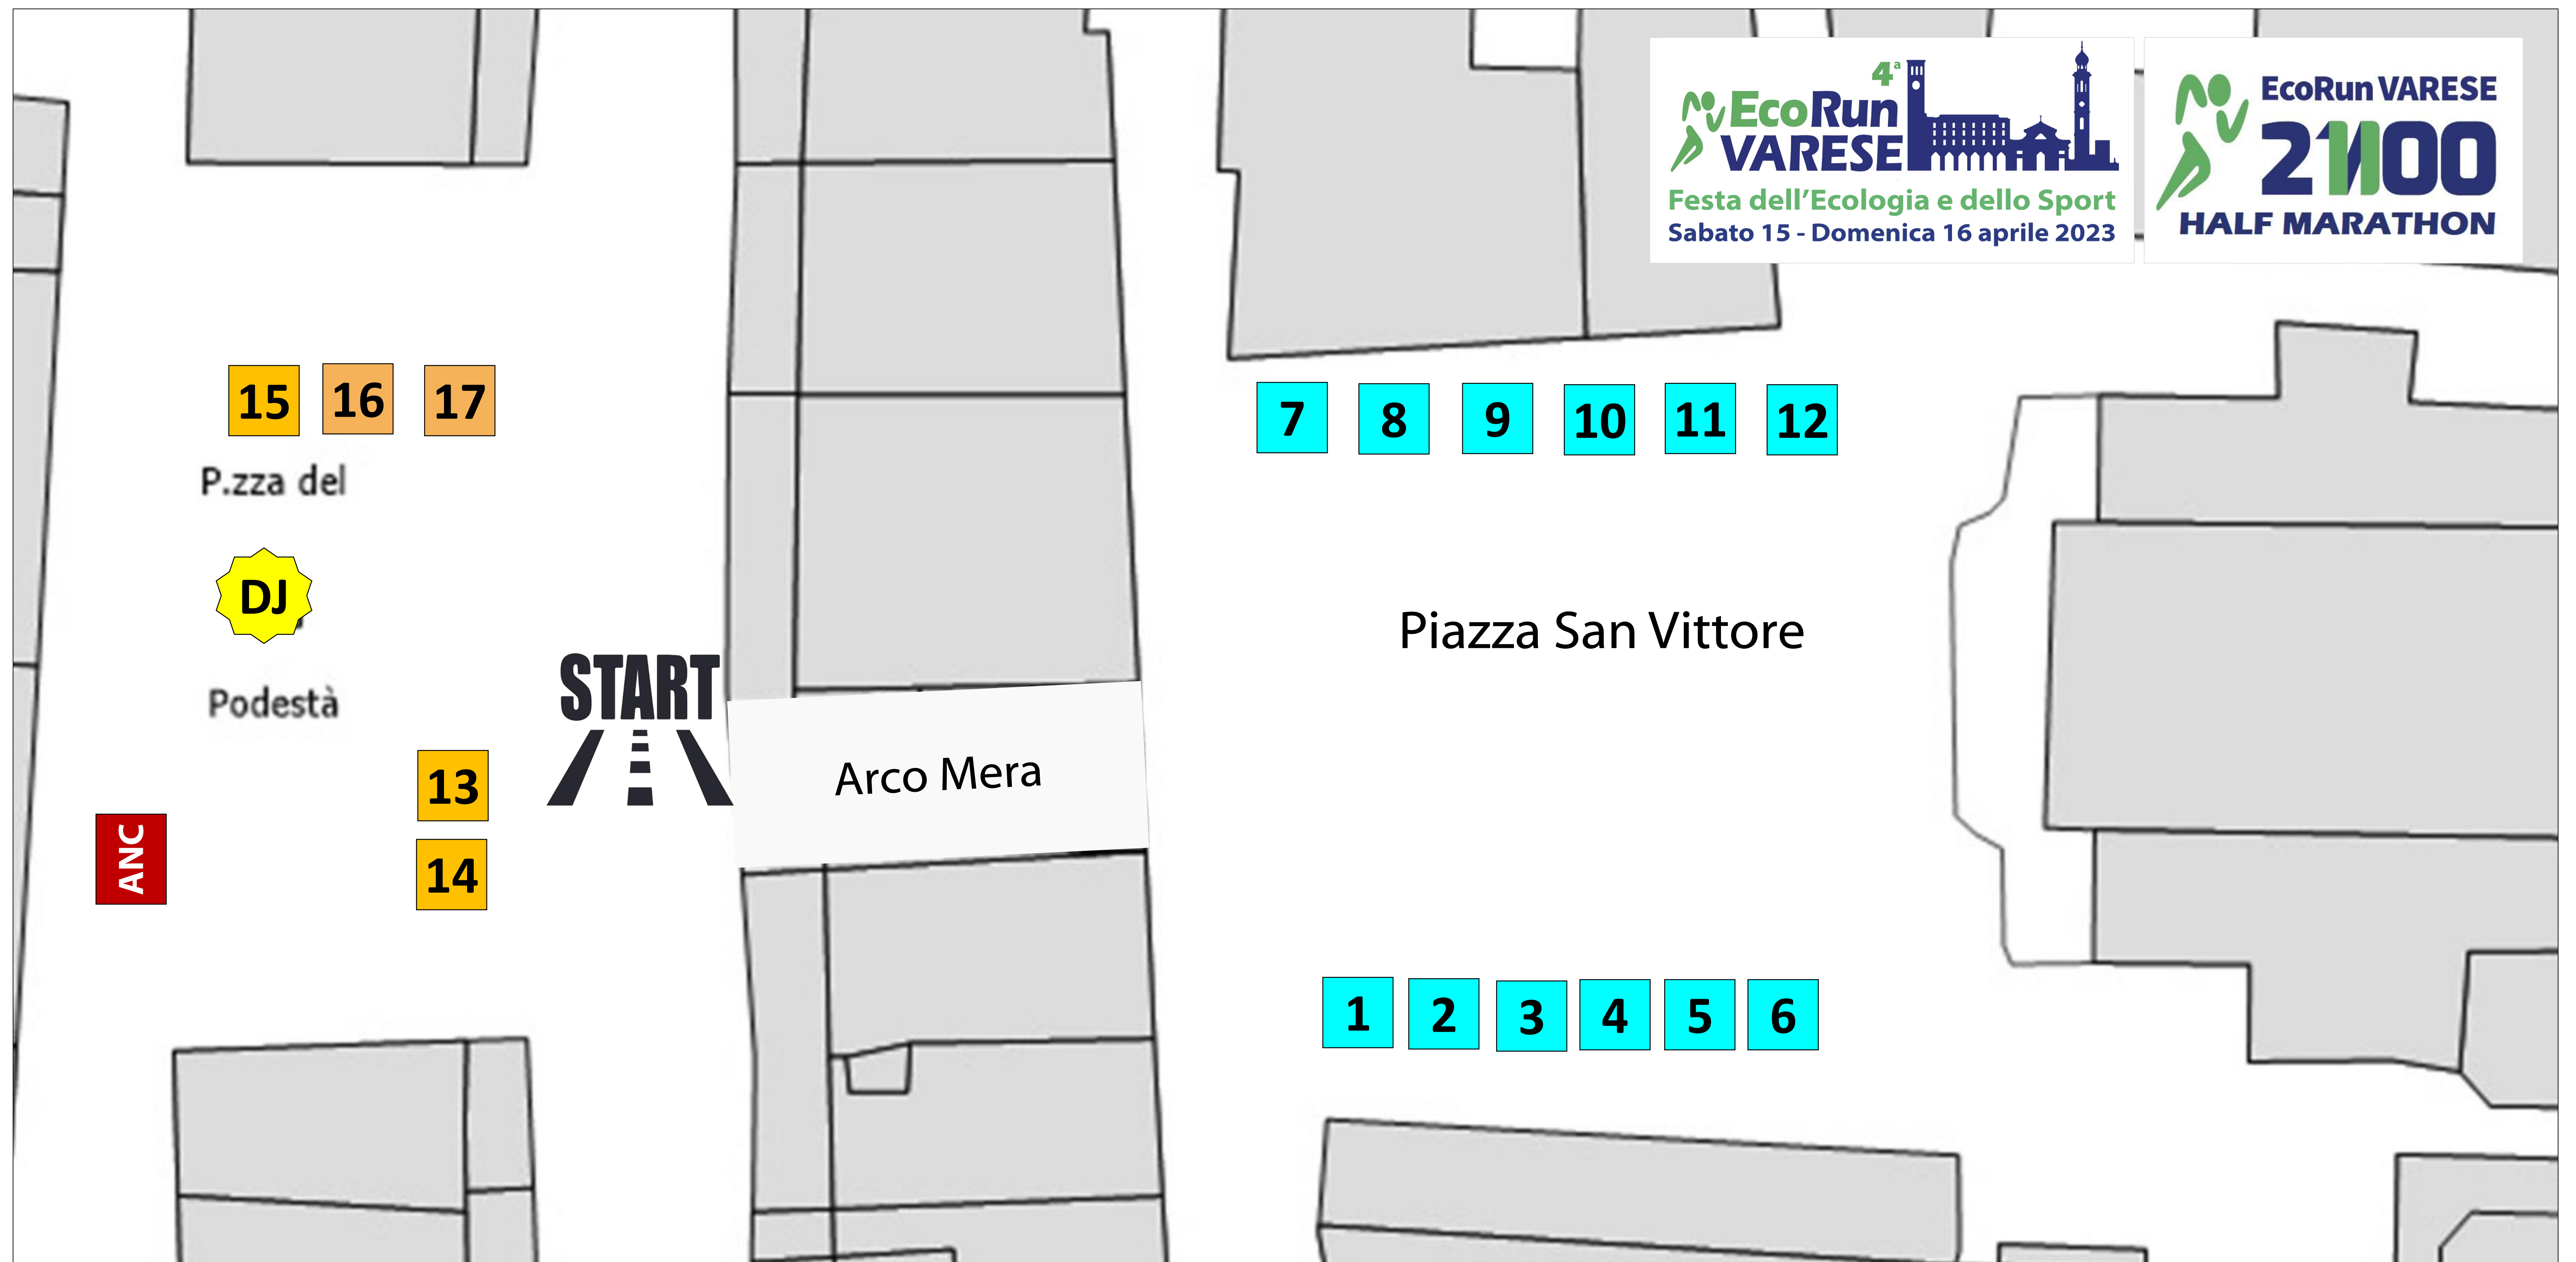 4ª
EcoRun
VARESE
Festa dell'Ecologia e dello Sport
Sabato 15 - Domenica 16 aprile 2023
EcoRun VARESE
21100
HALF MARATHON
15 16 17
7 8 9 10 11 12
P.zza del
DJ
Podestà
START
Piazza San Vittore
Arco Mera
13
14
ANC
1 2 3 4 5 6